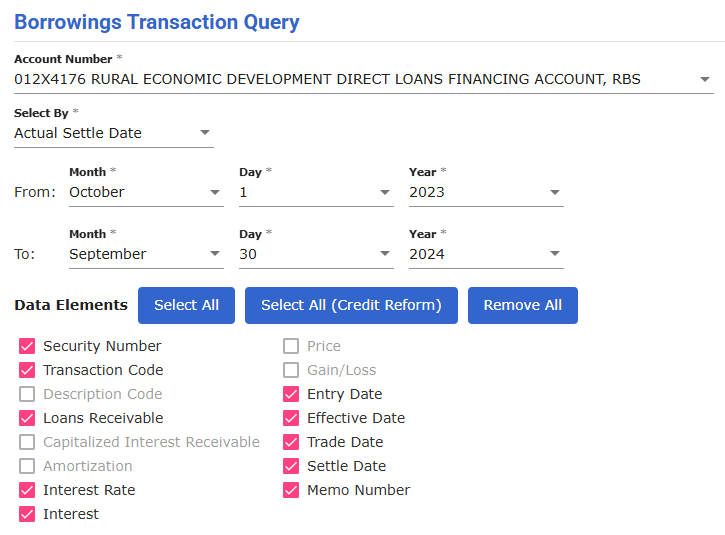 Borrowings Transaction Query
Account Number *
012X4176 RURAL ECONOMIC DEVELOPMENT DIRECT LOANS FINANCING ACCOUNT, RBS
Select By *
Actual Settle Date
Month * Day * Year *
From: October 1 2023
Month * Day * Year *
To: September 30 2024
Data Elements Select All Select All (Credit Reform) Remove All
Security Number Price
Transaction Code Gain/Loss
Description Code Entry Date
Loans Receivable Effective Date
Capitalized Interest Receivable Trade Date
Amortization Settle Date
Interest Rate Memo Number
Interest